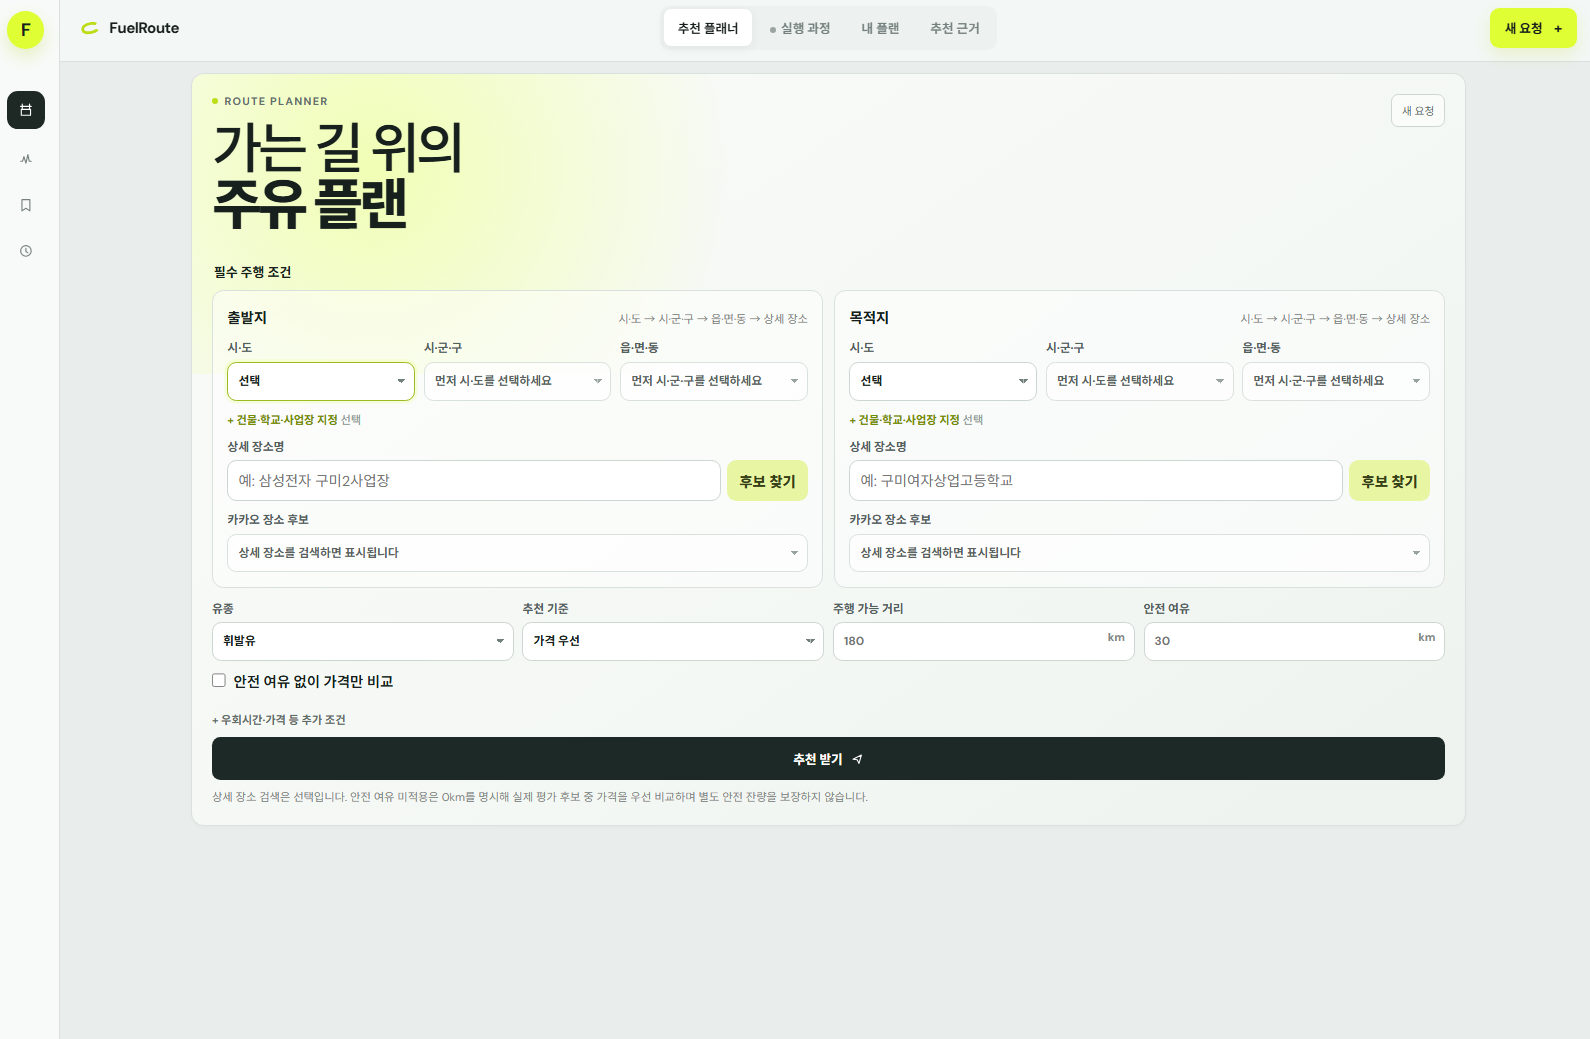 F
FuelRoute
추천 플래너
실행 과정
내 플랜
추천 근거
새 요청 +
ROUTE PLANNER
새 요청
가는 길 위의
주유 플랜
필수 주행 조건
출발지
시·도 → 시·군·구 → 읍·면·동 → 상세 장소
시·도
시·군·구
읍·면·동
선택
먼저 시·도를 선택하세요
먼저 시·군·구를 선택하세요
+ 건물·학교·사업장 지정 선택
상세 장소명
예: 삼성전자 구미2사업장
후보 찾기
카카오 장소 후보
상세 장소를 검색하면 표시됩니다
목적지
시·도 → 시·군·구 → 읍·면·동 → 상세 장소
시·도
시·군·구
읍·면·동
선택
먼저 시·도를 선택하세요
먼저 시·군·구를 선택하세요
+ 건물·학교·사업장 지정 선택
상세 장소명
예: 구미여자상업고등학교
후보 찾기
카카오 장소 후보
상세 장소를 검색하면 표시됩니다
유종
추천 기준
주행 가능 거리
안전 여유
휘발유
가격 우선
180 km
30 km
안전 여유 없이 가격만 비교
+ 우회시간·가격 등 추가 조건
추천 받기
상세 장소 검색은 선택입니다. 안전 여유 미적용은 0km를 명시해 실제 평가 후보 중 가격을 우선 비교하며 별도 안전 잔량을 보장하지 않습니다.